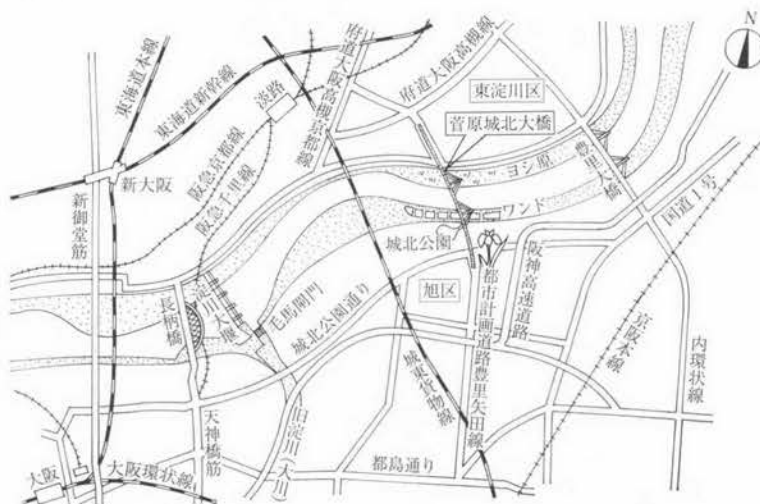 N
東海道本線
東海道新幹線
淡路
府道大阪高槻京都線
府道大阪高槻線
東淀川区
菅原城北大橋
阪急京都線
阪急千里線
新大阪
新御堂筋
ヨシ原
豊里大橋
ワンド
国道1号
城北公園
長柄橋
淀川大堰
毛馬閘門
城北公園通り
旭区
阪神高速道路
都市計画道路豊里矢田線
京阪本線
内環状線
城東貨物線
天神橋筋
旧淀川(大川)
都島通り
大阪
大阪環状線